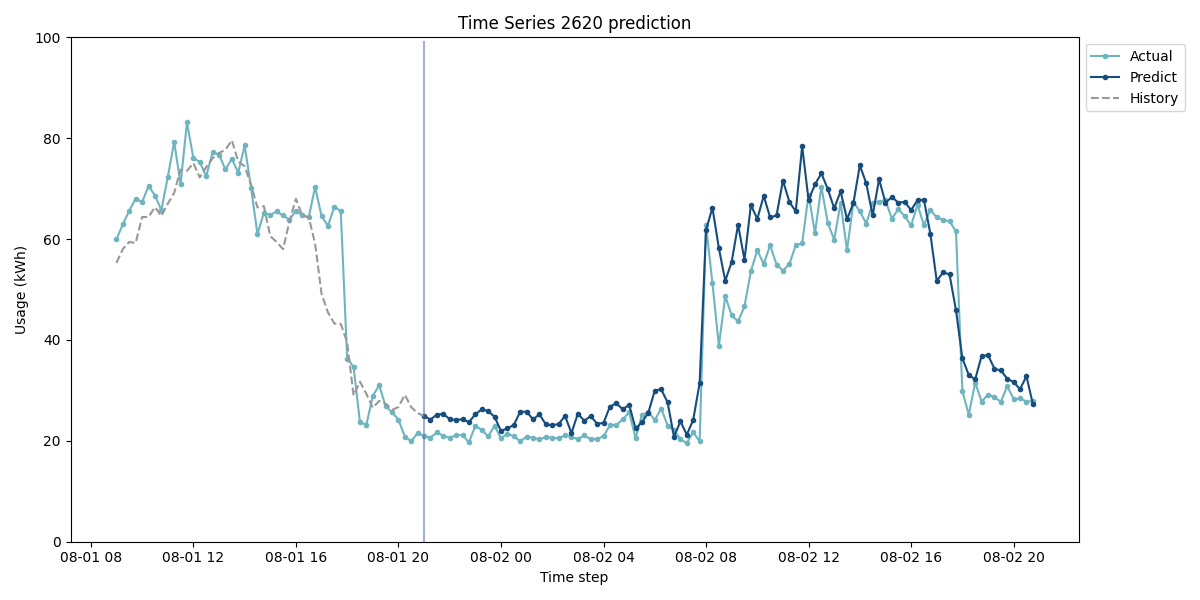 Time Series 2620 prediction
100
80
60
40
20
0
Usage (kWh)
08-01 08
08-01 12
08-01 16
08-01 20
08-02 00
08-02 04
08-02 08
08-02 12
08-02 16
08-02 20
Time step
Actual
Predict
History